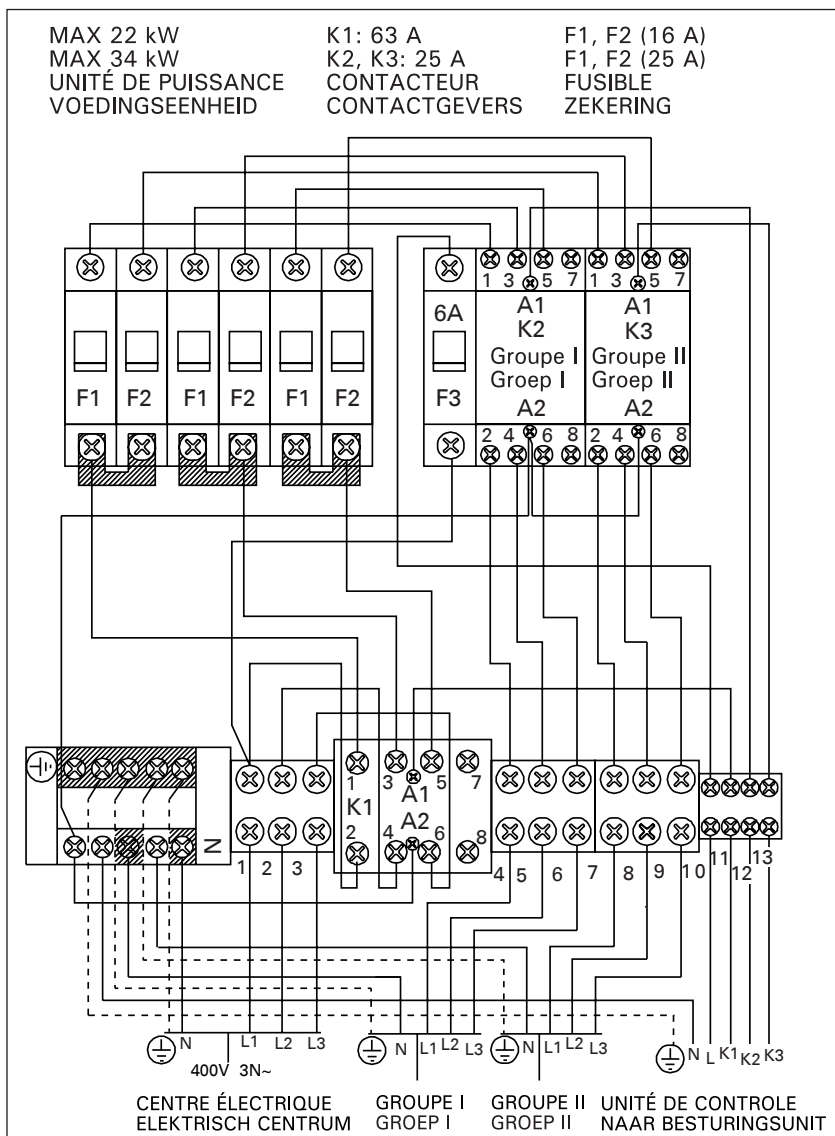 MAX 22 kW K1: 63 A F1, F2 (16 A)
MAX 34 kW K2, K3: 25 A F1, F2 (25 A)
UNITÉ DE PUISSANCE CONTACTEUR FUSIBLE
VOEDINGSEENHEID CONTACTGEVERS ZEKERING
1 3 5 7 1 3 5 7
6A A1 A1
K2 K3
Groupe I Groupe II
F1 F2 F1 F2 F1 F2 F3 Groep I Groep II
A2 A2
2 4 6 8 2 4 6 8
1 3 5 7
K1 A1
A2
2 4 6 8
N
1 2 3 4 5 6 7 8 9 10 11 12 13
N L1 L2 L3 N L1 L2 L3 N L1 L2 L3 N L K1 K2 K3
400V 3N~
CENTRE ÉLECTRIQUE GROUPE I GROUPE II UNITÉ DE CONTROLE
ELEKTRISCH CENTRUM GROEP I GROEP II NAAR BESTURINGSUNIT